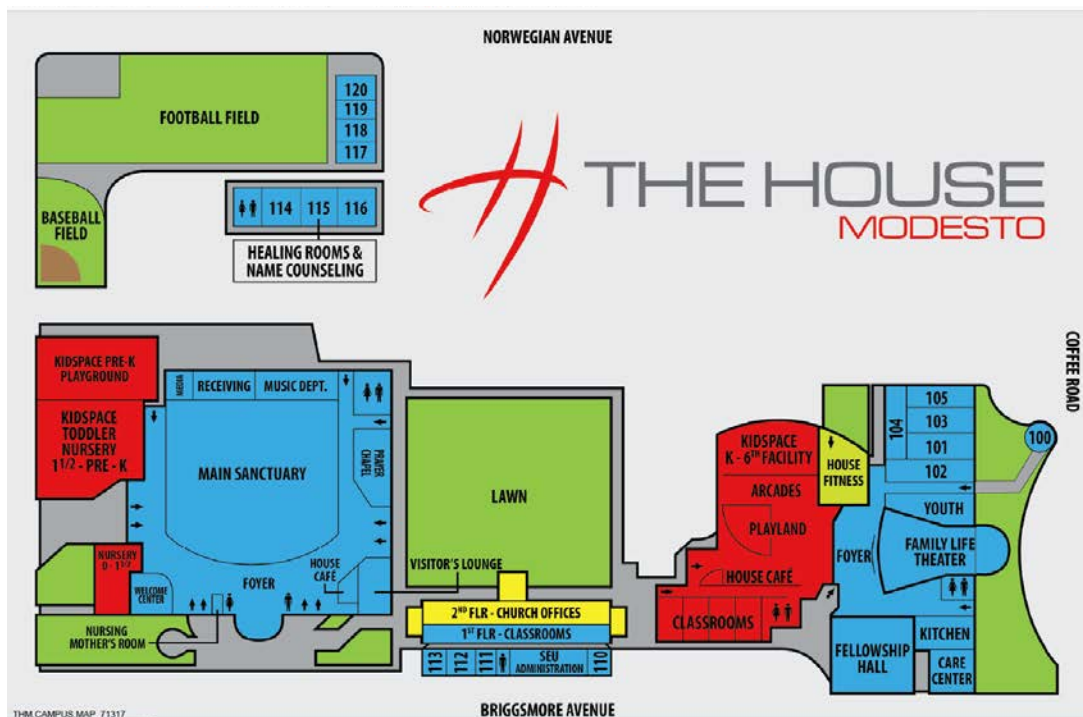 NORWEGIAN AVENUE
FOOTBALL FIELD
120
119
118
117
BASEBALL
FIELD
114 115 116
HEALING ROOMS &
NAME COUNSELING
THE HOUSE
MODESTO
COFFEE ROAD
KIDSPACE PRE-K
PLAYGROUND
KIDSPACE
TODDLER
NURSERY
1 1/2 - PRE - K
MEDIA
RECEIVING
MUSIC DEPT.
MAIN SANCTUARY
PRAYER
CHAPEL
NURSERY
0 - 1 1/2
WELCOME
CENTER
FOYER
HOUSE
CAFÉ
VISITOR'S LOUNGE
NURSING
MOTHER'S ROOM
LAWN
2ND FLR - CHURCH OFFICES
1ST FLR - CLASSROOMS
113
112
111
SEU
ADMINISTRATION
110
KIDSPACE
K - 6TH FACILITY
ARCADES
PLAYLAND
HOUSE CAFÉ
CLASSROOMS
HOUSE
FITNESS
104
105
103
101
102
100
YOUTH
FOYER
FAMILY LIFE
THEATER
KITCHEN
FELLOWSHIP
HALL
CARE
CENTER
BRIGGSMORE AVENUE
THM CAMPUS MAP 71317